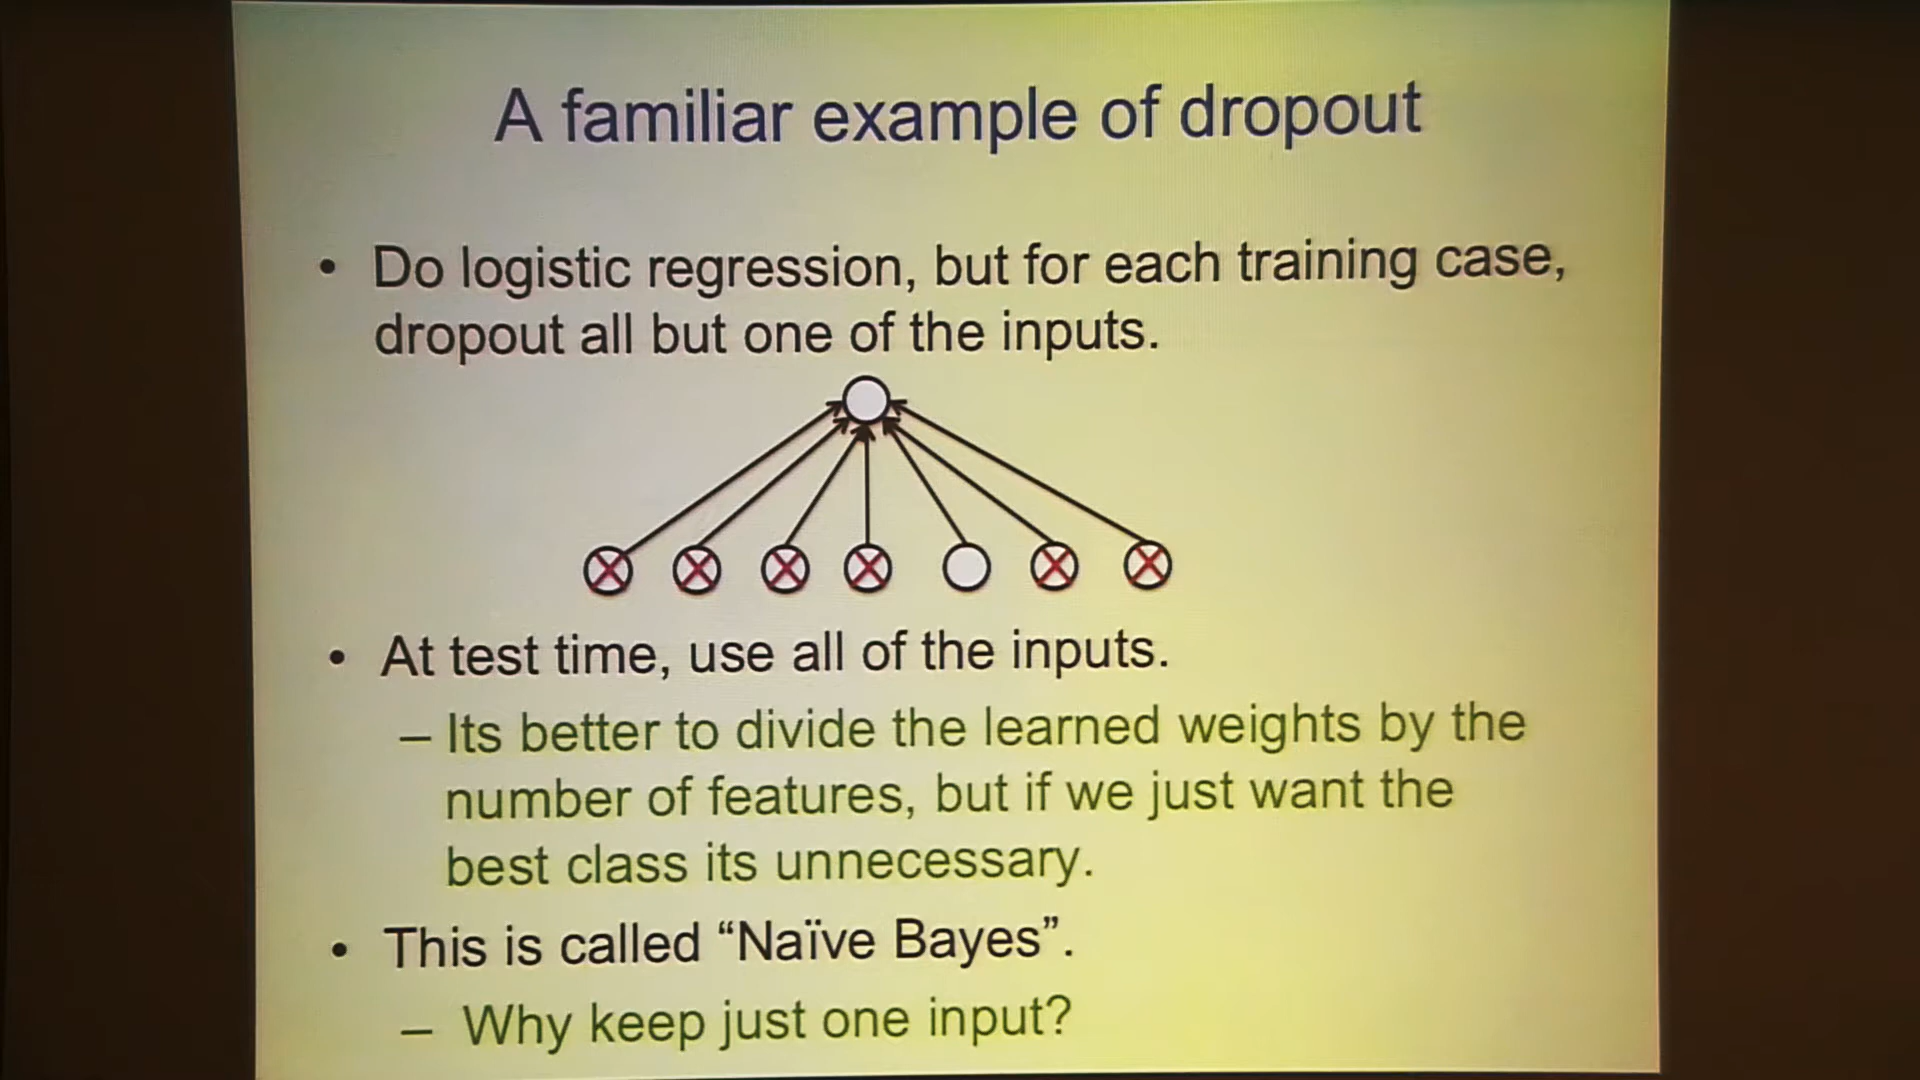 A familiar example of dropout
• Do logistic regression, but for each training case,
dropout all but one of the inputs.
• At test time, use all of the inputs.
– Its better to divide the learned weights by the
number of features, but if we just want the
best class its unnecessary.
• This is called “Naïve Bayes”.
– Why keep just one input?